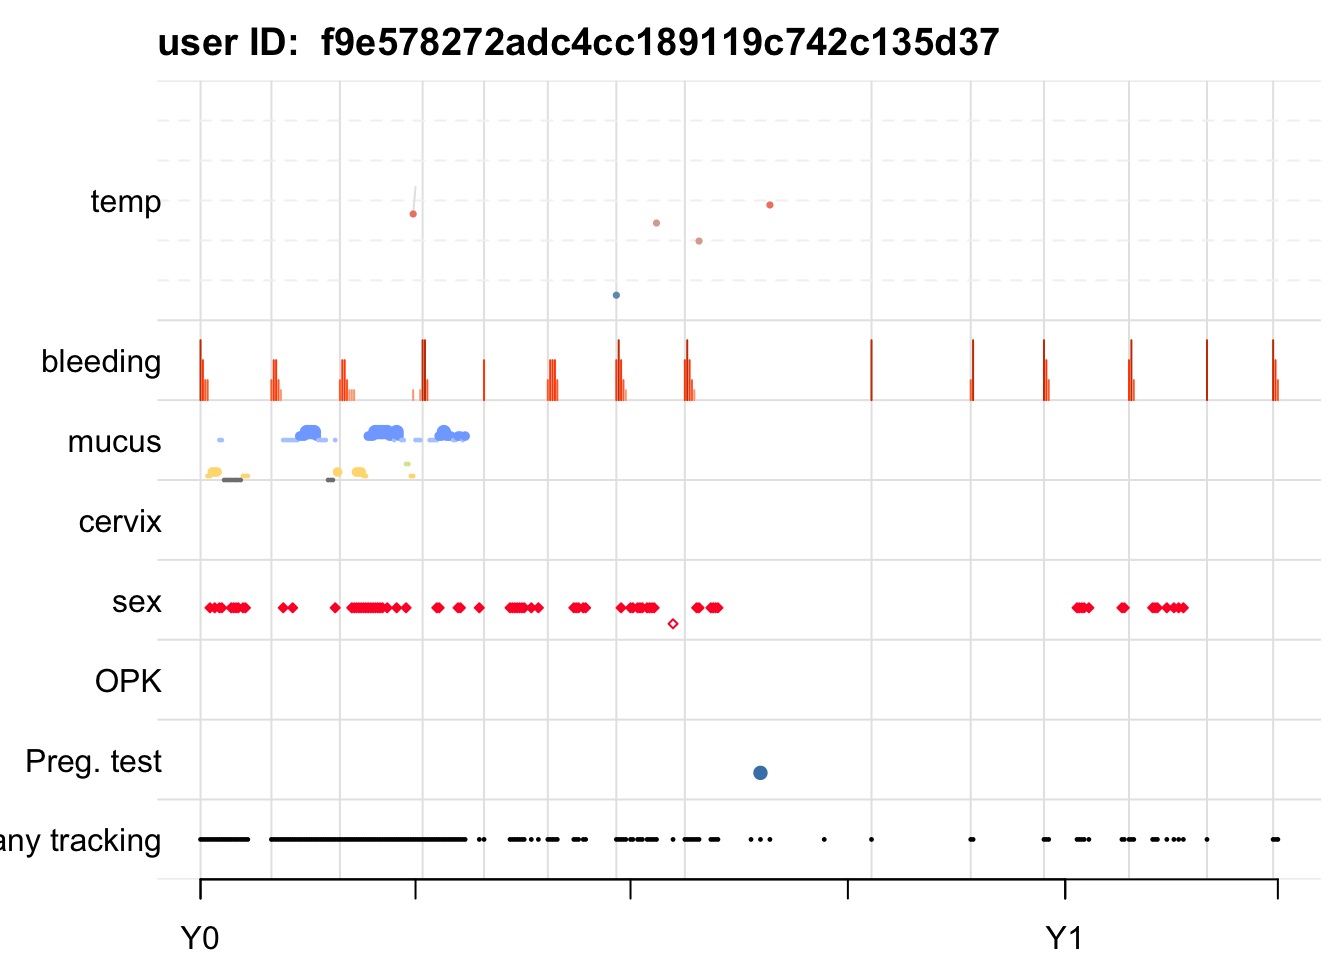 user ID:  f9e578272adc4cc189119c742c135d37
temp
bleeding
mucus
cervix
sex
OPK
Preg. test
any tracking
Y0 Y1